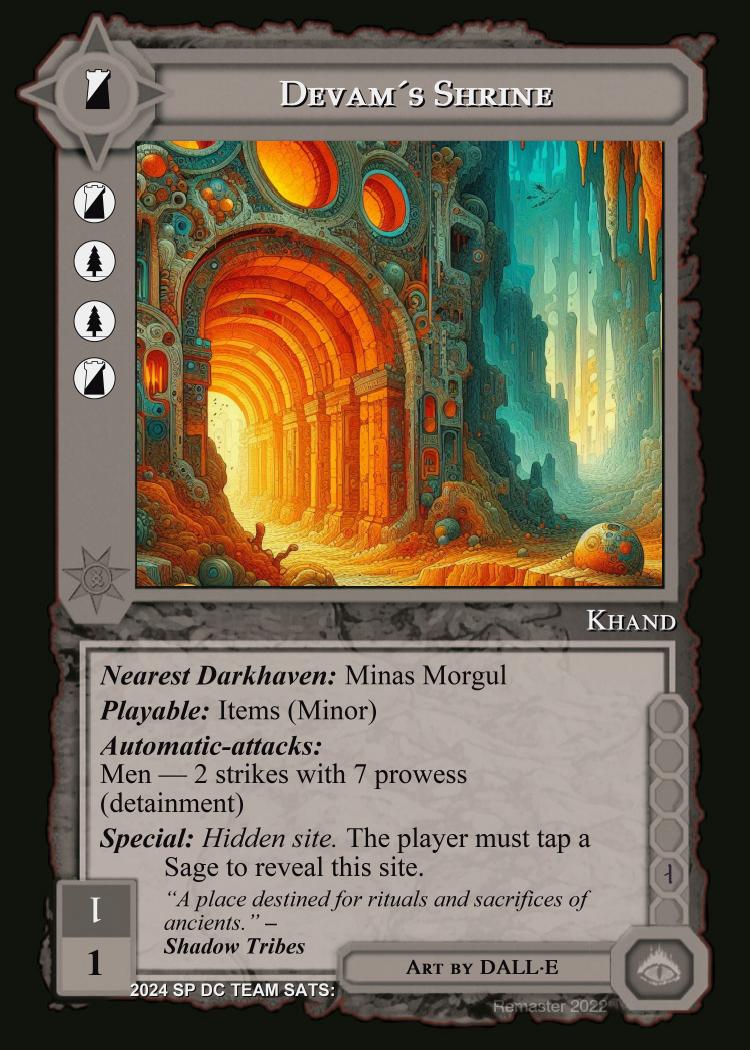 Devam´s Shrine
Khand
Nearest Darkhaven: Minas Morgul
Playable: Items (Minor)
Automatic-attacks:
Men — 2 strikes with 7 prowess
(detainment)
Special: Hidden site. The player must tap a
Sage to reveal this site.
“A place destined for rituals and sacrifices of
ancients.” –
Shadow Tribes
1
1
Art by DALL·E
2024 SP DC TEAM SATS:
Remaster 2022